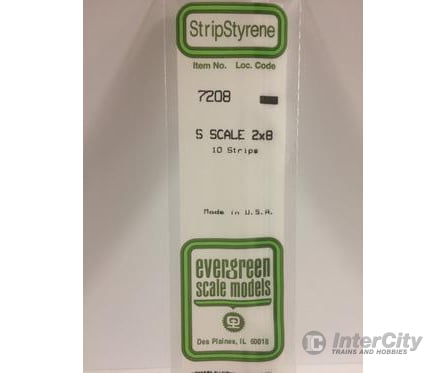 StripStyrene
Item No. Loc. Code
7208
S SCALE 2x8
10 Strips
Made in U.S.A.
evergreen
scale models
Des Plaines, IL 60018
InterCity
TRAINS AND HOBBIES